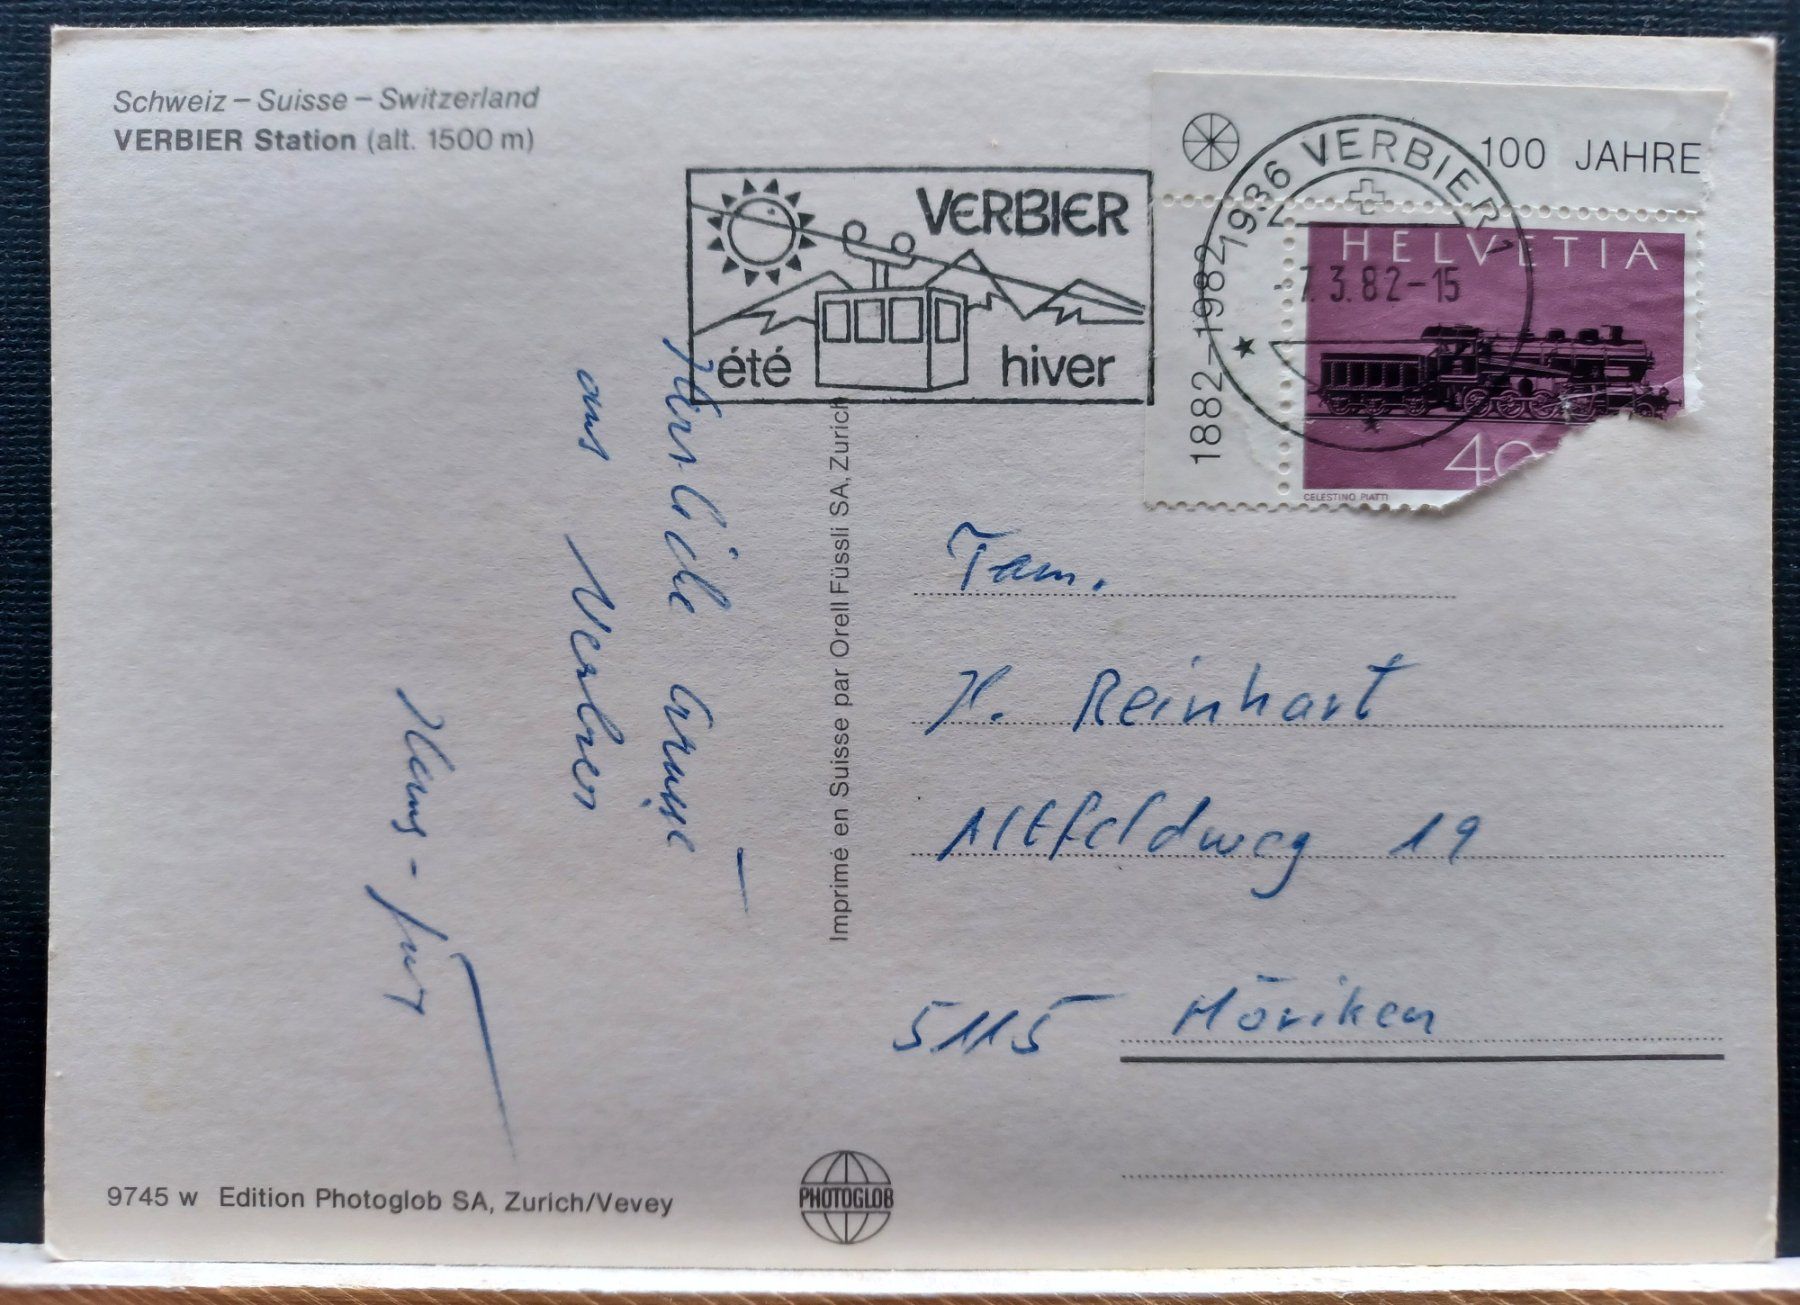 Schweiz – Suisse – Switzerland
VERBIER Station (alt. 1500 m)
VERBIER
été hiver
1936 VERBIER 1
7.3.82-15
100 JAHRE
1882–1982
HELVETIA
40
CELESTINO PIATTI
Herzliche Grüsse
aus Verbier
Imprimé en Suisse par Orell Füssli SA, Zurich
Fam.
H. Reinhart
Altfeldweg 19
5115 Möriken
9745 w Edition Photoglob SA, Zurich/Vevey
PHOTOGLOB